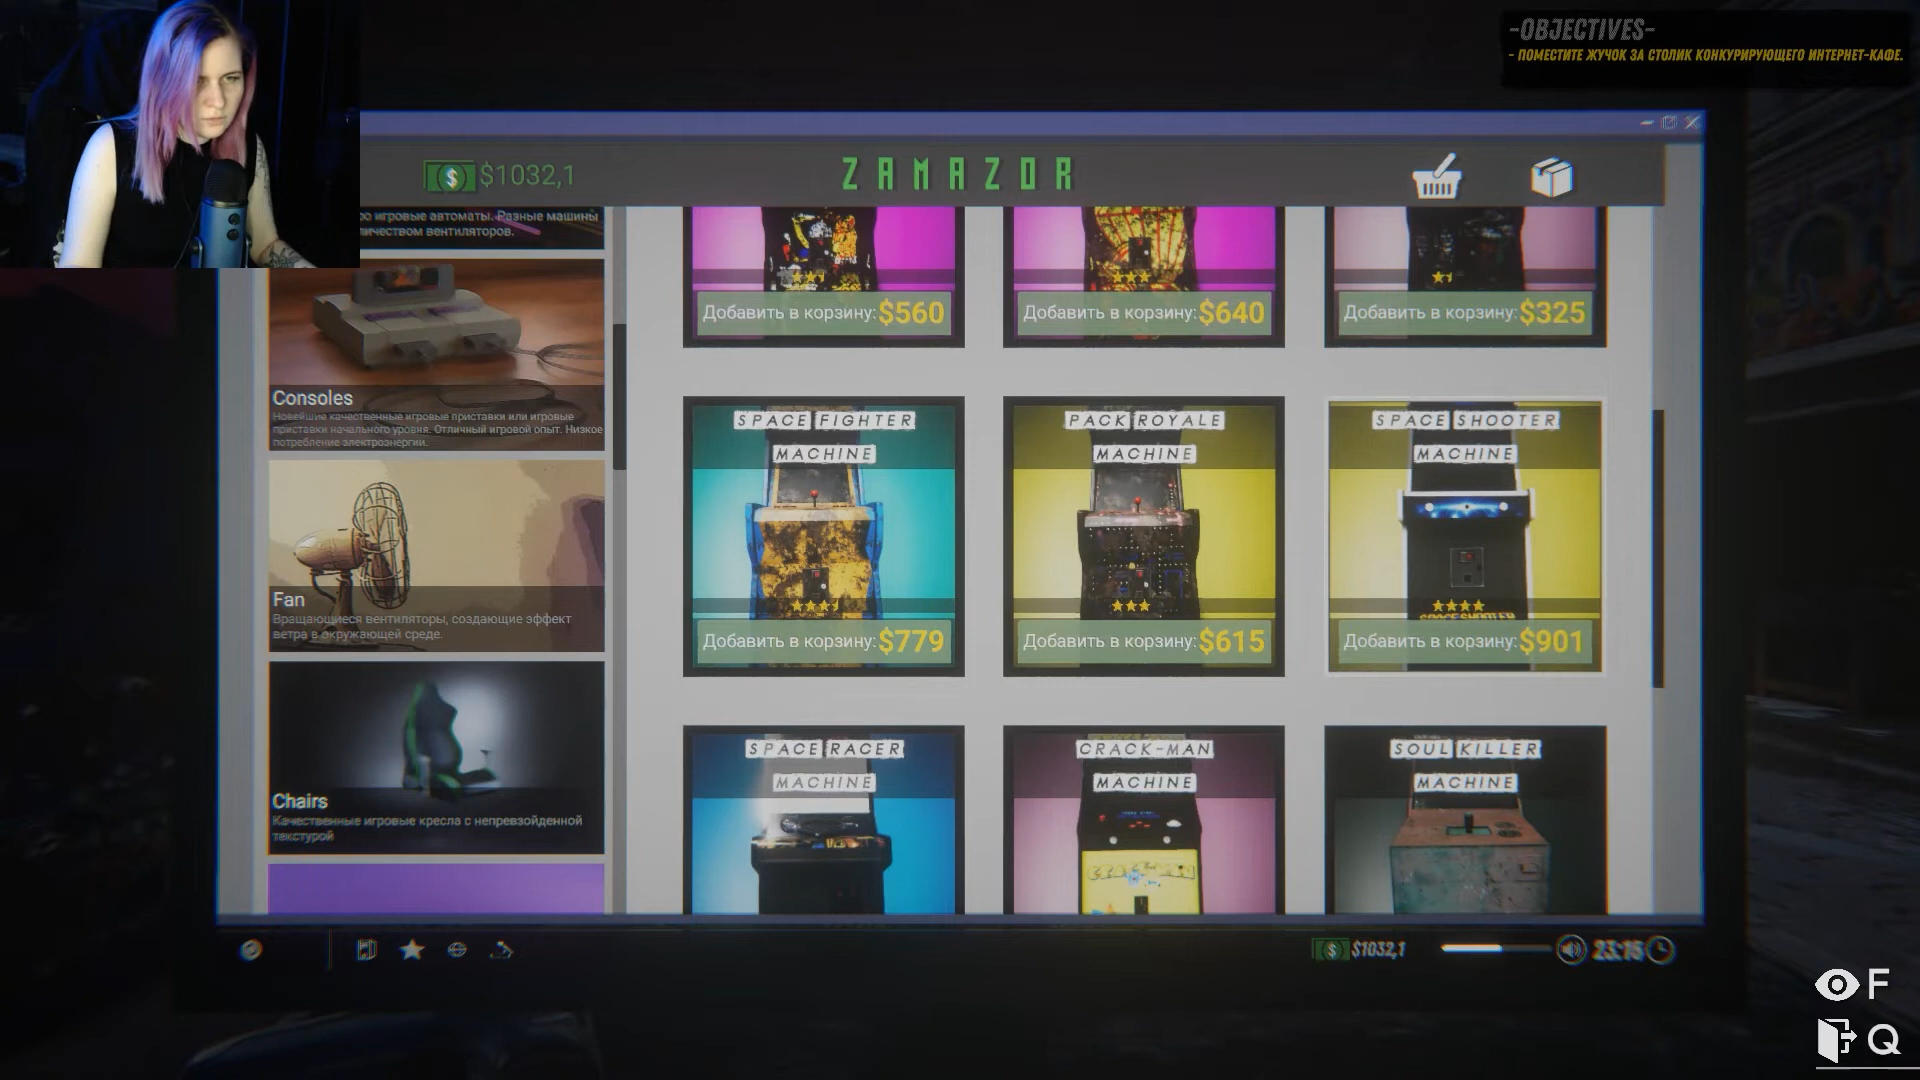 -OBJECTIVES-
- ПОМЕСТИТЕ ЖУЧОК ЗА СТОЛИК КОНКУРИРУЮЩЕГО ИНТЕРНЕТ-КАФЕ.
$1032,1
ZAMAZOR
ро игровые автоматы. Разные машины
личеством вентиляторов.
Consoles
Новейшие качественные игровые приставки или игровые
приставки начального уровня. Отличный игровой опыт. Низкое
потребление электроэнергии.
Fan
Вращающиеся вентиляторы, создающие эффект
ветра в окружающей среде.
Chairs
Качественные игровые кресла с непревзойденной
текстурой
Добавить в корзину: $560
Добавить в корзину: $640
Добавить в корзину: $325
SPACE FIGHTER
MACHINE
Добавить в корзину: $779
PACK ROYALE
MACHINE
Добавить в корзину: $615
SPACE SHOOTER
MACHINE
SPACE SHOOTER
Добавить в корзину: $901
SPACE RACER
MACHINE
CRACK-MAN
MACHINE
SOUL KILLER
MACHINE
$1032,1
23:15
F
Q